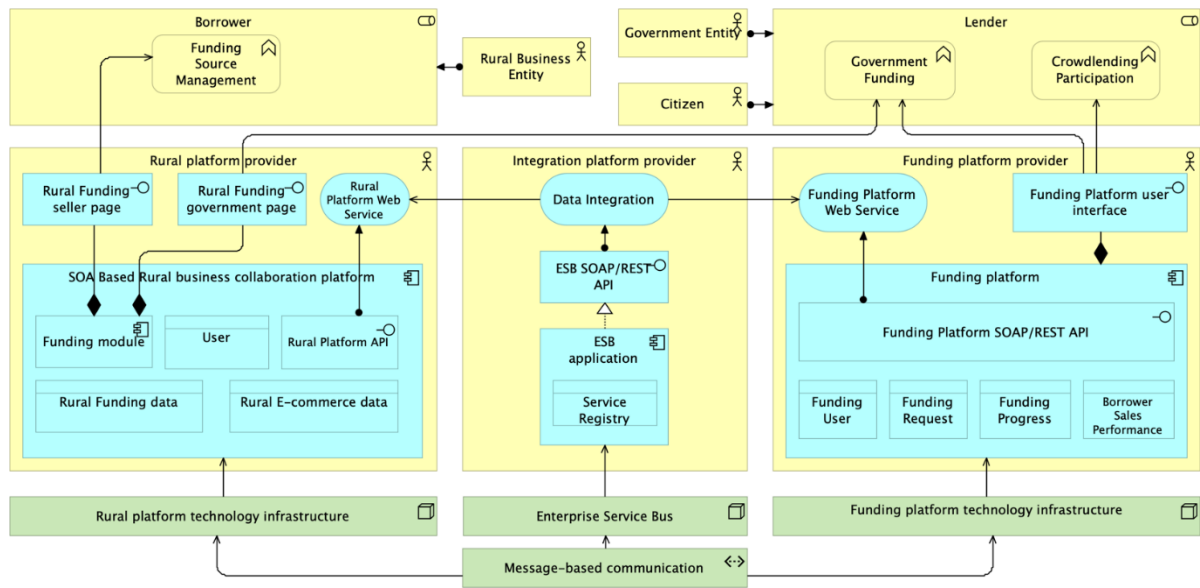 Borrower
Funding
Source
Management
Rural Business
Entity
Government Entity
Citizen
Lender
Government
Funding
Crowdlending
Participation
Rural platform provider
Rural Funding
seller page
Rural Funding
government page
Rural
Platform Web
Service
SOA Based Rural business collaboration platform
Funding module
User
Rural Platform API
Rural Funding data
Rural E-commerce data
Integration platform provider
Data Integration
ESB SOAP/REST
API
ESB
application
Service
Registry
Funding platform provider
Funding Platform
Web Service
Funding Platform user
interface
Funding platform
Funding Platform SOAP/REST API
Funding
User
Funding
Request
Funding
Progress
Borrower
Sales
Performance
Rural platform technology infrastructure
Enterprise Service Bus
Funding platform technology infrastructure
Message-based communication